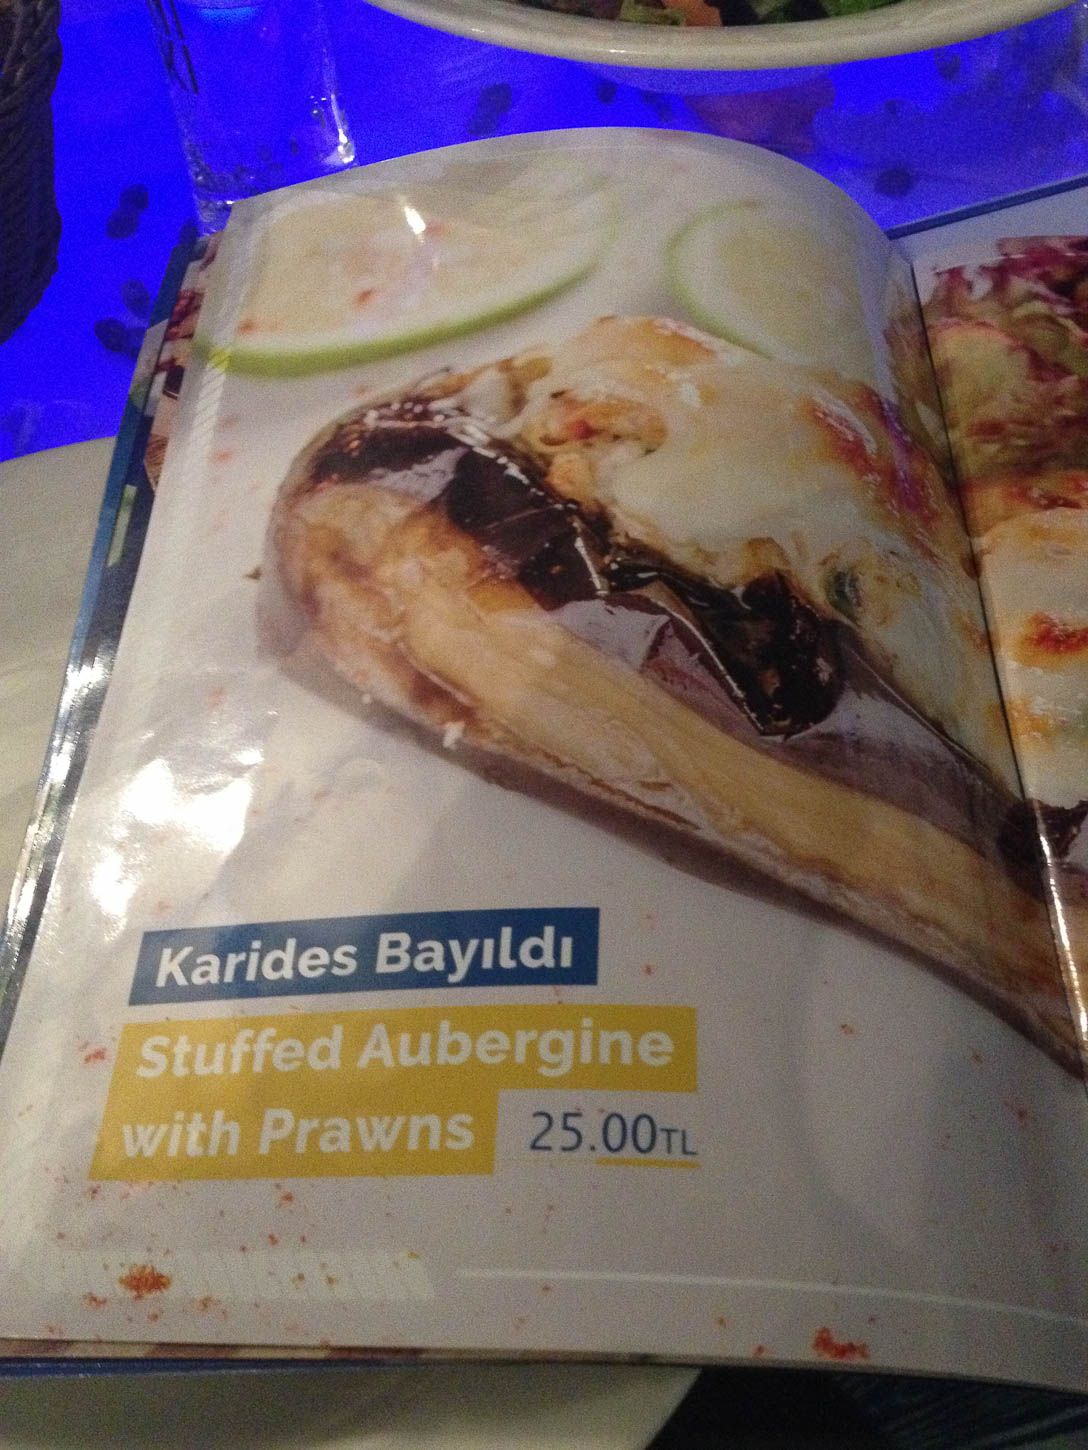 Karides Bayıldı
Stuffed Aubergine
with Prawns 25.00TL